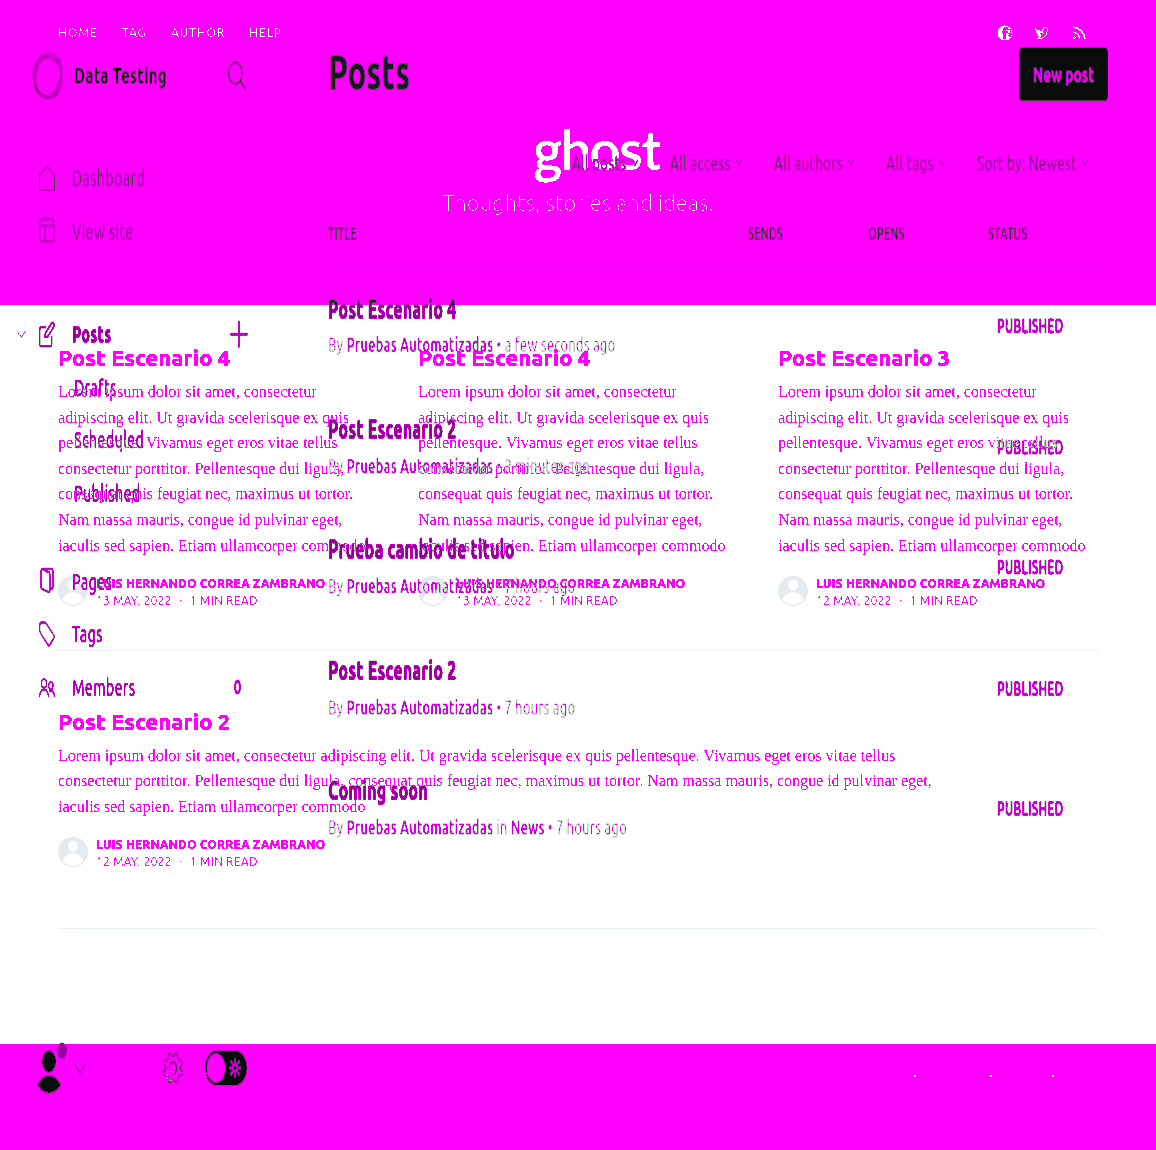 HOME TAG AUTHOR HELP
Data Testing
Posts
New post
ghost
All posts All access All authors All tags Sort by: Newest
Dashboard
Thoughts, stories and ideas.
View site
TITLE SENDS OPENS STATUS
Post Escenario 4
PUBLISHED
Posts
By Pruebas Automatizadas • a few seconds ago
Post Escenario 4
Lorem ipsum dolor sit amet, consectetur
adipiscing elit. Ut gravida scelerisque ex quis
pellentesque. Vivamus eget eros vitae tellus
consectetur porttitor. Pellentesque dui ligula,
consequat quis feugiat nec, maximus ut tortor.
Nam massa mauris, congue id pulvinar eget,
iaculis sed sapien. Etiam ullamcorper commodo
LUIS HERNANDO CORREA ZAMBRANO
13 MAY. 2022 · 1 MIN READ
Post Escenario 4
Lorem ipsum dolor sit amet, consectetur
adipiscing elit. Ut gravida scelerisque ex quis
pellentesque. Vivamus eget eros vitae tellus
consectetur porttitor. Pellentesque dui ligula,
consequat quis feugiat nec, maximus ut tortor.
Nam massa mauris, congue id pulvinar eget,
iaculis sed sapien. Etiam ullamcorper commodo
LUIS HERNANDO CORREA ZAMBRANO
13 MAY. 2022 · 1 MIN READ
Post Escenario 3
Lorem ipsum dolor sit amet, consectetur
adipiscing elit. Ut gravida scelerisque ex quis
pellentesque. Vivamus eget eros vitae tellus
consectetur porttitor. Pellentesque dui ligula,
consequat quis feugiat nec, maximus ut tortor.
Nam massa mauris, congue id pulvinar eget,
iaculis sed sapien. Etiam ullamcorper commodo
LUIS HERNANDO CORREA ZAMBRANO
12 MAY. 2022 · 1 MIN READ
Drafts
Scheduled
Published
Pages
Tags
Members 0
Post Escenario 2
By Pruebas Automatizadas • 2 minutes ago
PUBLISHED
Prueba cambio de titulo
By Pruebas Automatizadas • 7 hours ago
PUBLISHED
Post Escenario 2
By Pruebas Automatizadas • 7 hours ago
PUBLISHED
Post Escenario 2
Lorem ipsum dolor sit amet, consectetur adipiscing elit. Ut gravida scelerisque ex quis pellentesque. Vivamus eget eros vitae tellus
consectetur porttitor. Pellentesque dui ligula, consequat quis feugiat nec, maximus ut tortor. Nam massa mauris, congue id pulvinar eget,
iaculis sed sapien. Etiam ullamcorper commodo
Coming soon
By Pruebas Automatizadas in News • 7 hours ago
PUBLISHED
LUIS HERNANDO CORREA ZAMBRANO
12 MAY. 2022 · 1 MIN READ